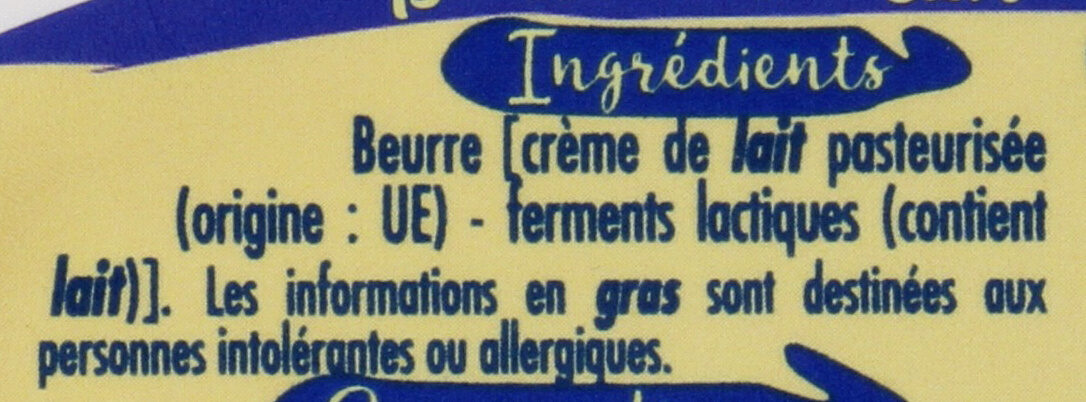 Ingrédients
Beurre [crème de lait pasteurisée
(origine : UE) - ferments lactiques (contient
lait)]. Les informations en gras sont destinées aux
personnes intolérantes ou allergiques.